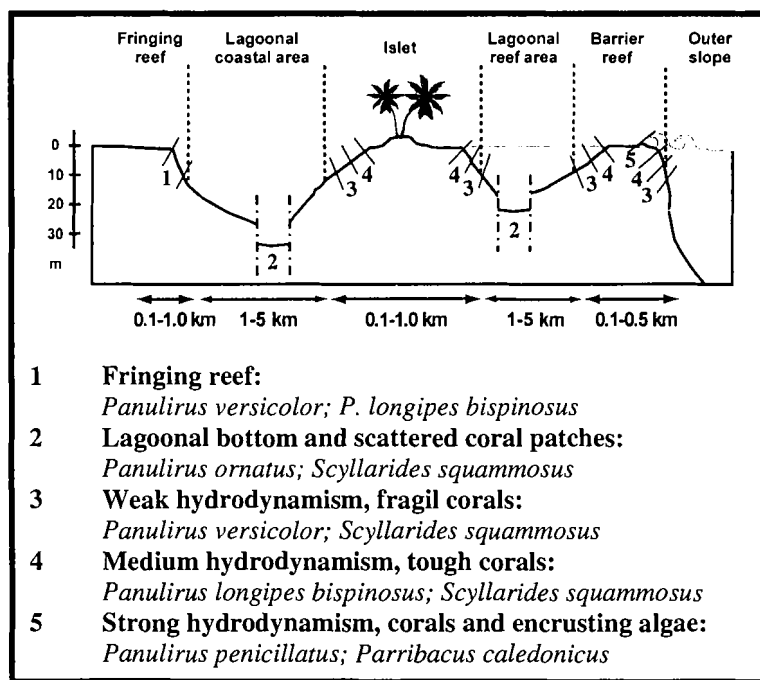 Fringing reef
Lagoonal coastal area
Islet
Lagoonal reef area
Barrier reef
Outer slope
0
10
20
30
m
1
2
3
4
4
3
2
3
4
5
4
3
0.1-1.0 km
1-5 km
0.1-1.0 km
1-5 km
0.1-0.5 km
1 Fringing reef:
Panulirus versicolor; P. longipes bispinosus
2 Lagoonal bottom and scattered coral patches:
Panulirus ornatus; Scyllarides squammosus
3 Weak hydrodynamism, fragil corals:
Panulirus versicolor; Scyllarides squammosus
4 Medium hydrodynamism, tough corals:
Panulirus longipes bispinosus; Scyllarides squammosus
5 Strong hydrodynamism, corals and encrusting algae:
Panulirus penicillatus; Parribacus caledonicus